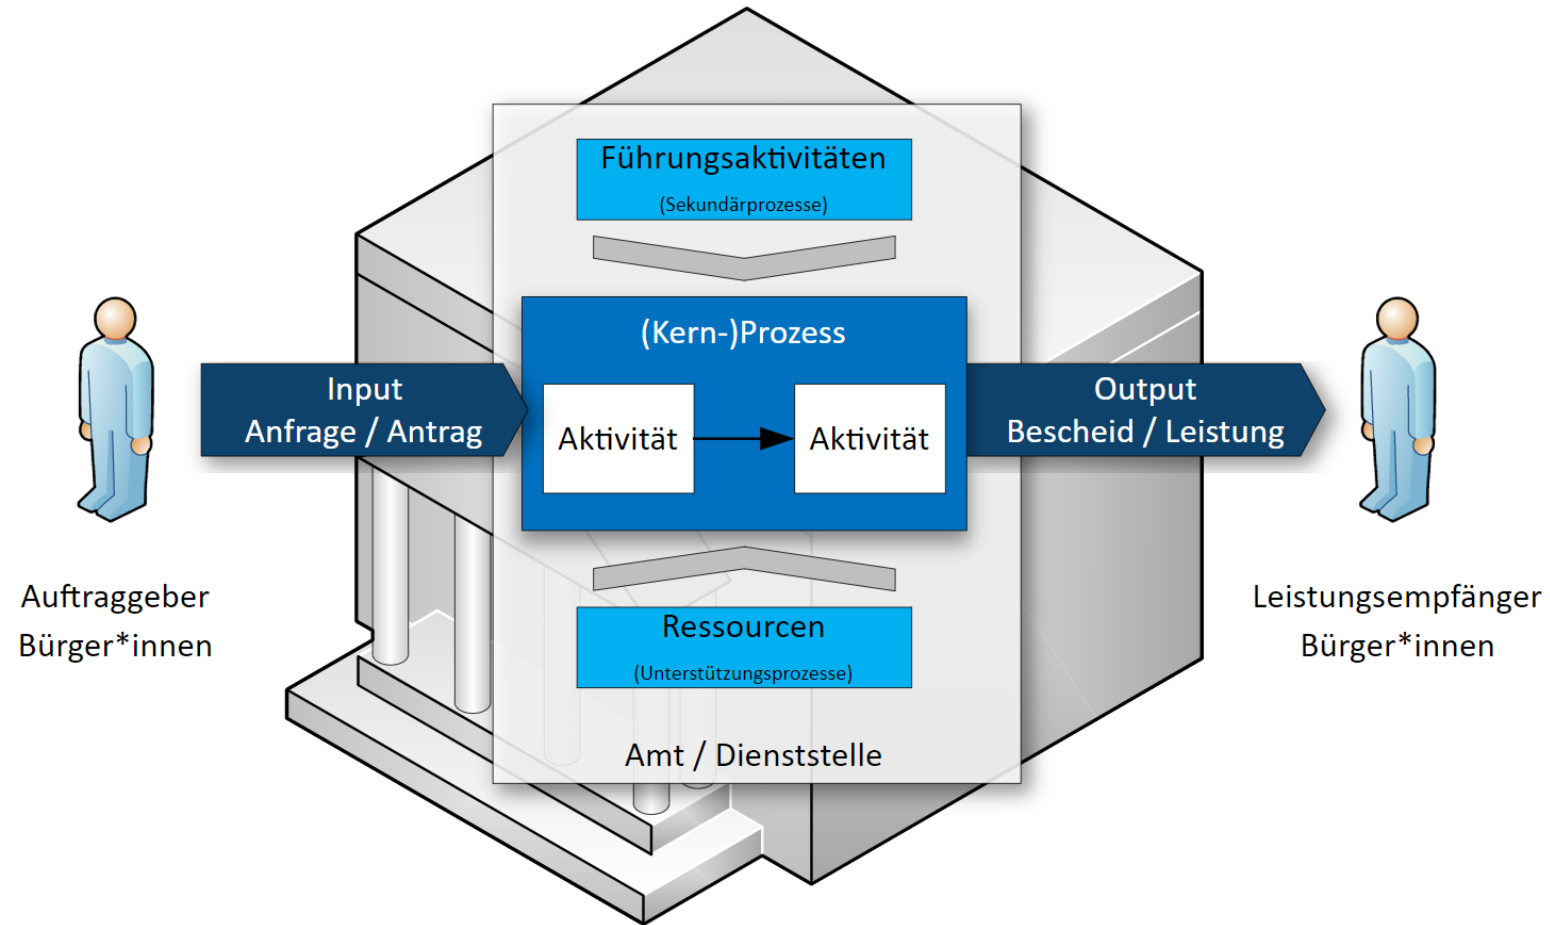 Führungsaktivitäten
(Sekundärprozesse)
(Kern-)Prozess
Input
Anfrage / Antrag
Aktivität
Aktivität
Output
Bescheid / Leistung
Auftraggeber
Bürger*innen
Leistungsempfänger
Bürger*innen
Ressourcen
(Unterstützungsprozesse)
Amt / Dienststelle